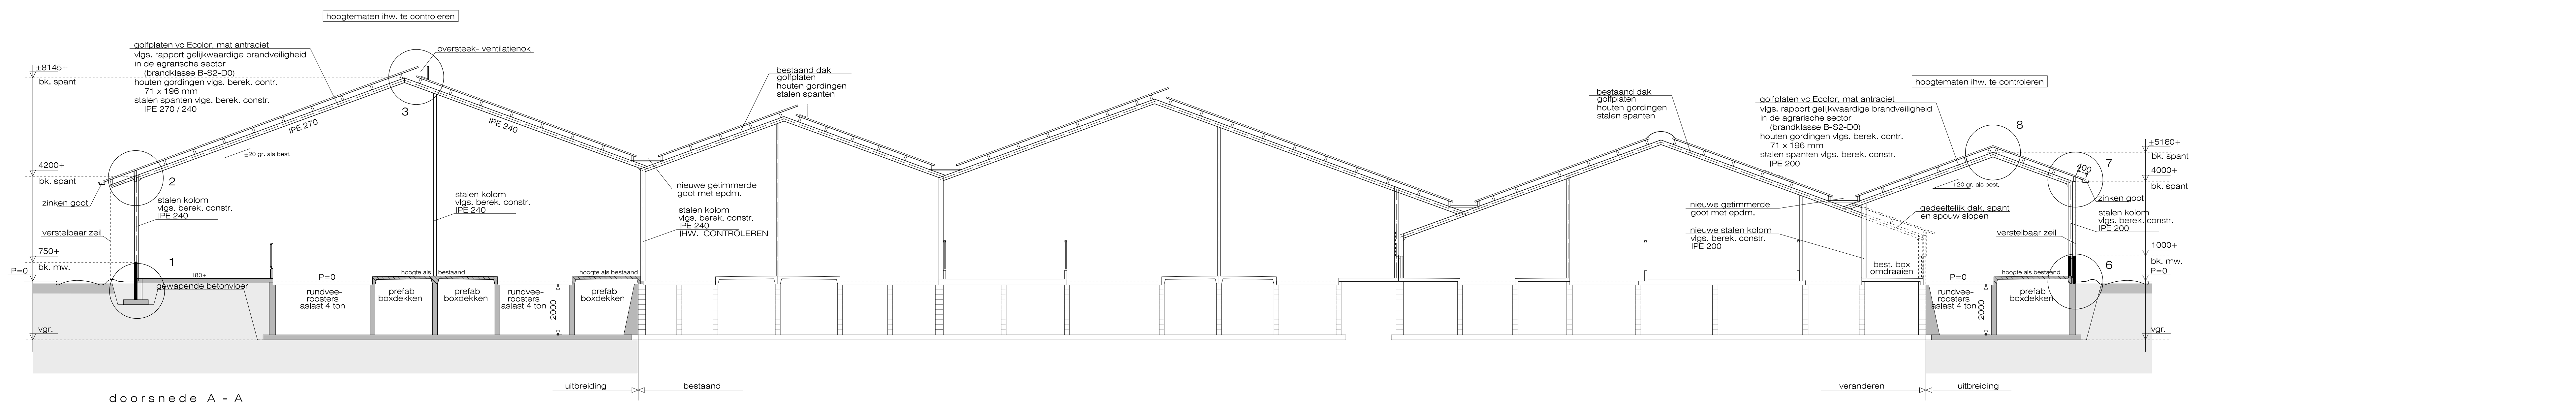 hoogtematen ihw. te controleren
golfplaten vc Ecolor, mat antraciet
vlgs. rapport gelijkwaardige brandveiligheid
in de agrarische sector
(brandklasse B-S2-D0)
houten gordingen vlgs. berek. contr.
71 x 196 mm
stalen spanten vlgs. berek. constr.
IPE 270 / 240
oversteek- ventilatienok
±8145+
bk. spant
3
IPE 270
IPE 240
±20 gr. als best.
4200+
bk. spant
2
zinken goot
stalen kolom
vlgs. berek. constr.
IPE 240
verstelbaar zeil
750+
bk. mw.
P=0
1
180+
gewapende betonvloer
P=0
stalen kolom
vlgs. berek. constr.
IPE 240
hoogte als bestaand
hoogte als bestaand
rundvee-
roosters
aslast 4 ton
prefab
boxdekken
prefab
boxdekken
rundvee-
roosters
aslast 4 ton
2000
prefab
boxdekken
vgr.
bestaand dak
golfplaten
houten gordingen
stalen spanten
nieuwe getimmerde
goot met epdm.
stalen kolom
vlgs. berek. constr.
IPE 240
IHW. CONTROLEREN
uitbreiding
bestaand
bestaand dak
golfplaten
houten gordingen
stalen spanten
hoogtematen ihw. te controleren
golfplaten vc Ecolor, mat antraciet
vlgs. rapport gelijkwaardige brandveiligheid
in de agrarische sector
(brandklasse B-S2-D0)
houten gordingen vlgs. berek. contr.
71 x 196 mm
stalen spanten vlgs. berek. constr.
IPE 200
8
±20 gr. als best.
400
7
±5160+
bk. spant
4000+
bk. spant
nieuwe getimmerde
goot met epdm.
nieuwe stalen kolom
vlgs. berek. constr.
IPE 200
gedeeltelijk dak, spant
en spouw slopen
zinken goot
stalen kolom
vlgs. berek. constr.
IPE 200
verstelbaar zeil
1000+
bk. mw.
P=0
6
best. box
omdraaien
P=0
hoogte als bestaand
rundvee-
roosters
aslast 4 ton
2000
prefab
boxdekken
vgr.
veranderen
uitbreiding
doorsnede A - A